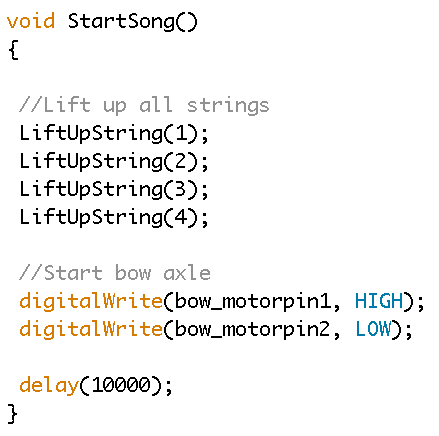 void StartSong()
{
//Lift up all strings
LiftUpString(1);
LiftUpString(2);
LiftUpString(3);
LiftUpString(4);
//Start bow axle
digitalWrite(bow_motorpin1, HIGH);
digitalWrite(bow_motorpin2, LOW);
delay(10000);
}